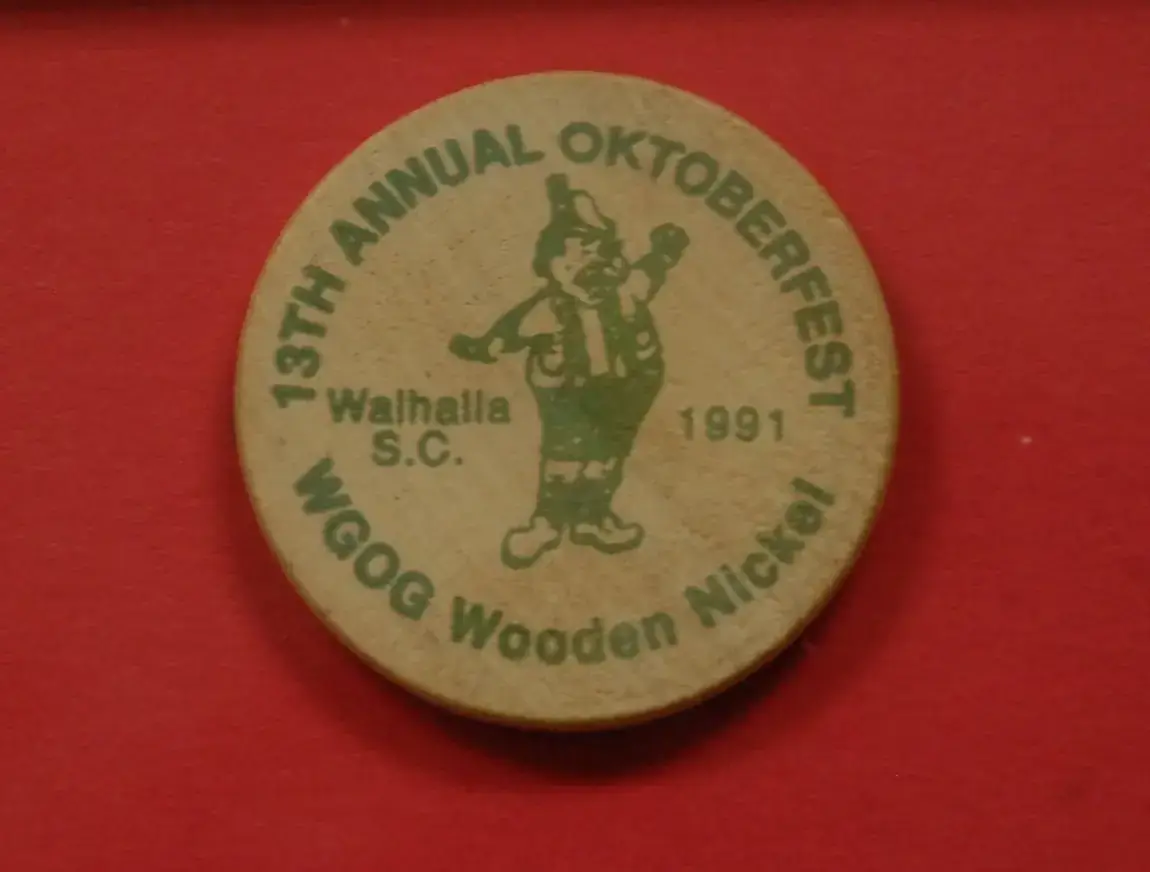 13TH ANNUAL OKTOBERFEST
Walhalla
S.C.
1991
WGOG Wooden Nickel